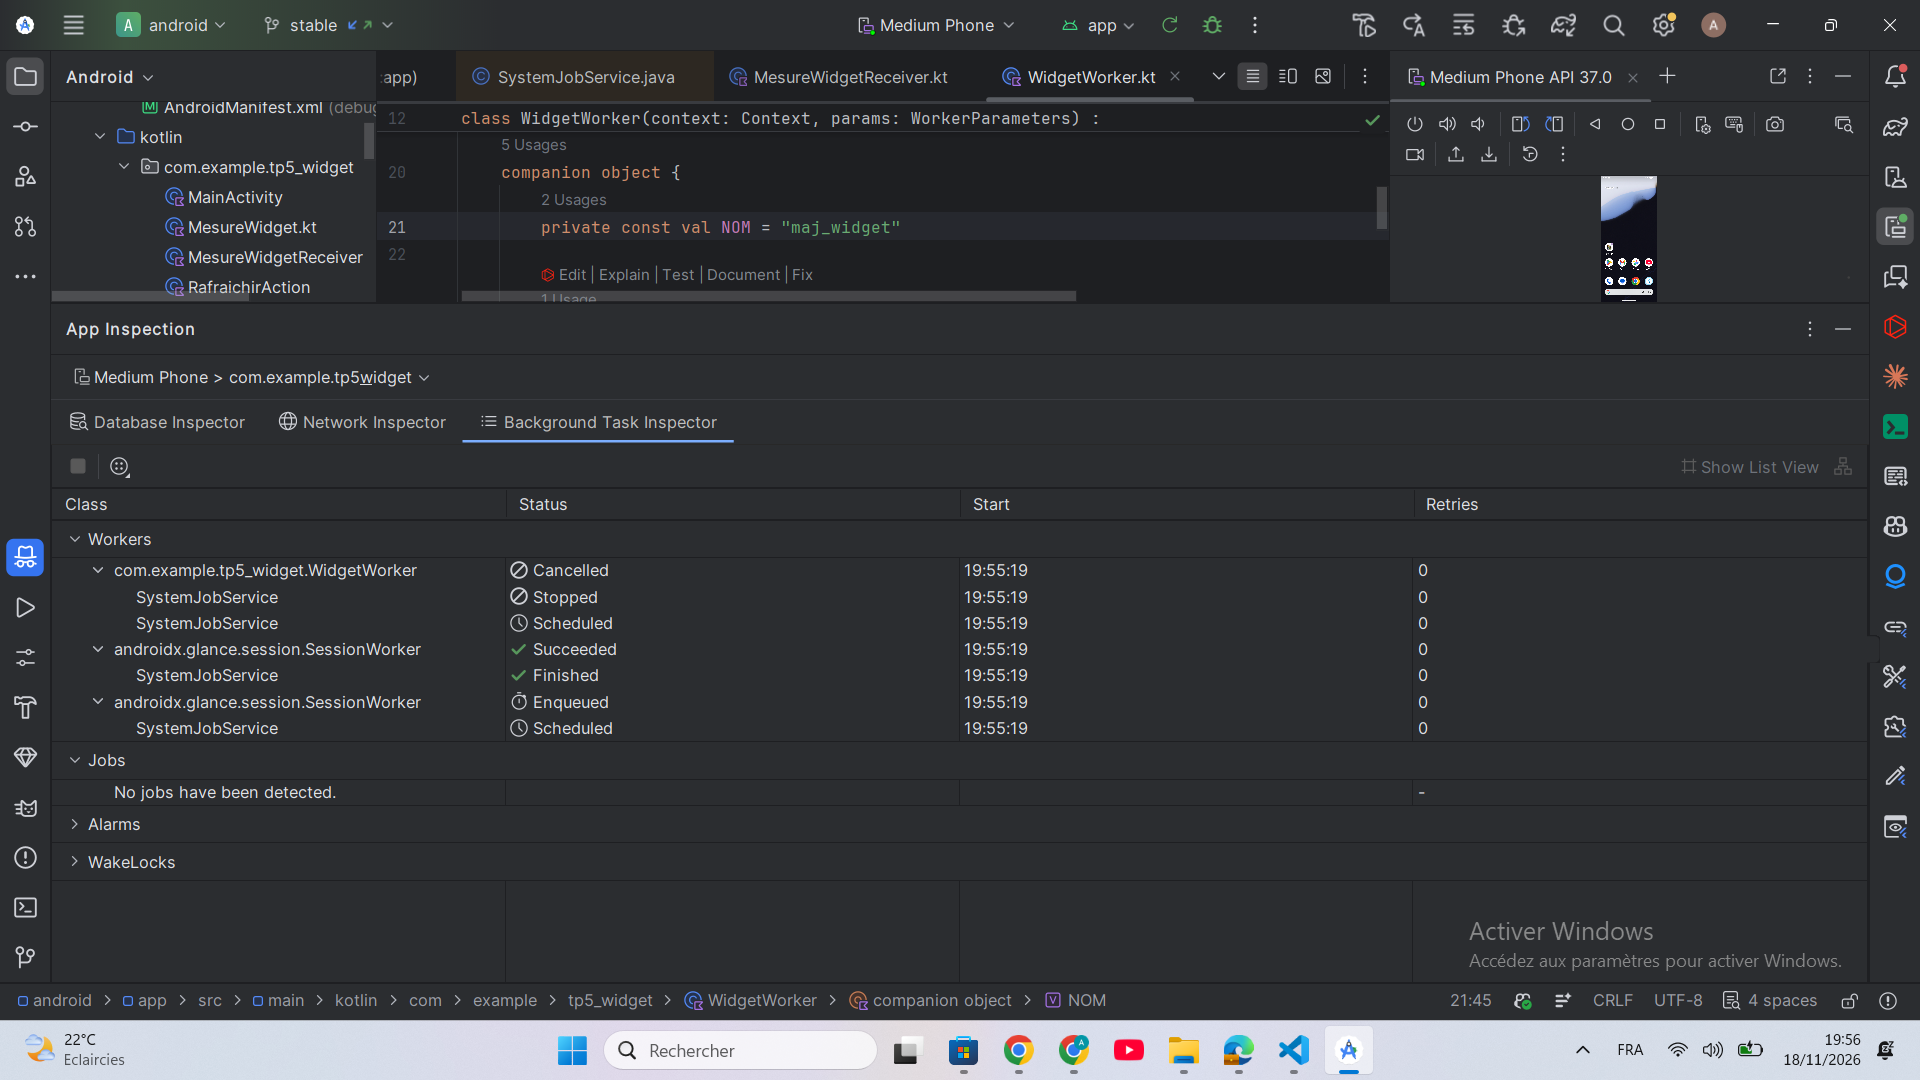 A android
stable
Medium Phone
app
A
Android
:app)
SystemJobService.java
MesureWidgetReceiver.kt
WidgetWorker.kt
Medium Phone API 37.0
AndroidManifest.xml (debug
kotlin
com.example.tp5_widget
MainActivity
MesureWidget.kt
MesureWidgetReceiver
RafraichirAction
12 class WidgetWorker(context: Context, params: WorkerParameters) :
5 Usages
20 companion object {
2 Usages
21 private const val NOM = "maj_widget"
22
Edit | Explain | Test | Document | Fix
1 Usage
App Inspection
Medium Phone > com.example.tp5widget
Database Inspector
Network Inspector
Background Task Inspector
Show List View
Class Status Start Retries
Workers
com.example.tp5_widget.WidgetWorker Cancelled 19:55:19 0
SystemJobService Stopped 19:55:19 0
SystemJobService Scheduled 19:55:19 0
androidx.glance.session.SessionWorker Succeeded 19:55:19 0
SystemJobService Finished 19:55:19 0
androidx.glance.session.SessionWorker Enqueued 19:55:19 0
SystemJobService Scheduled 19:55:19 0
Jobs
No jobs have been detected. -
Alarms
WakeLocks
Activer Windows
Accédez aux paramètres pour activer Windows.
android > app > src > main > kotlin > com > example > tp5_widget > WidgetWorker > companion object > NOM
21:45 CRLF UTF-8 4 spaces
22°C
Eclaircies
Rechercher
FRA
19:56
18/11/2026